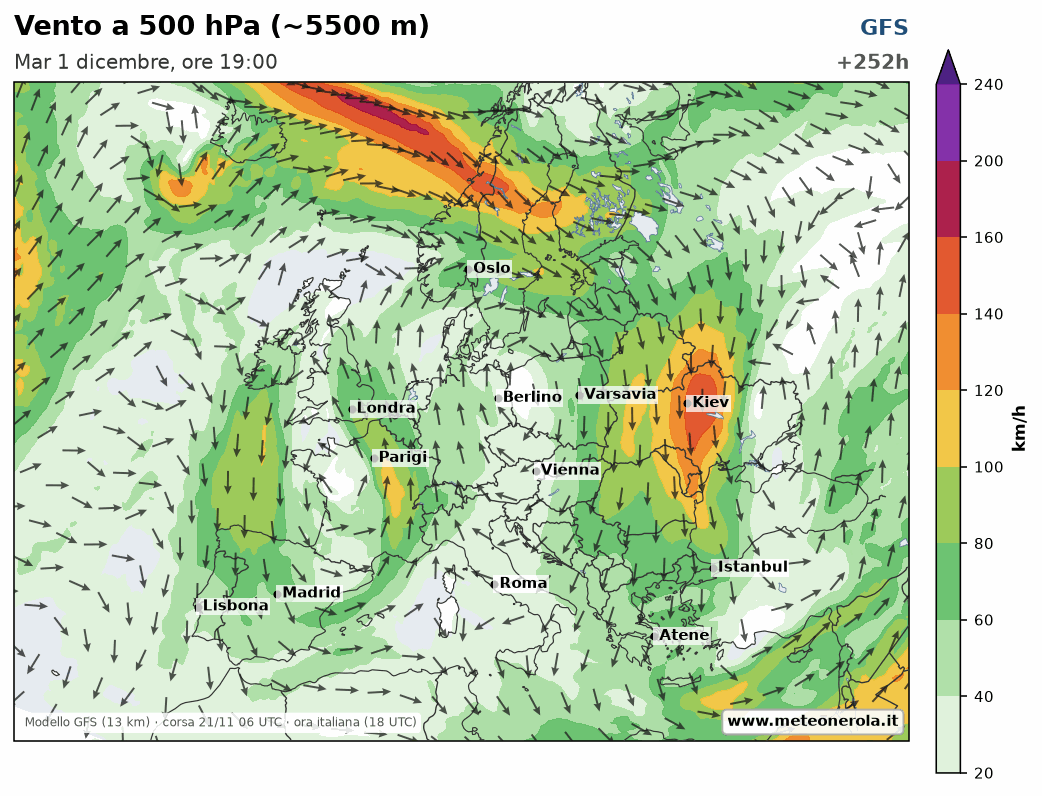 Vento a 500 hPa (~5500 m)
GFS
Mar 1 dicembre, ore 19:00
+252h
240
200
160
140
120
100
80
60
40
20
km/h
Oslo
Berlino
Varsavia
Kiev
Londra
Parigi
Vienna
Istanbul
Roma
Madrid
Lisbona
Atene
Modello GFS (13 km) · corsa 21/11 06 UTC · ora italiana (18 UTC)
www.meteonerola.it